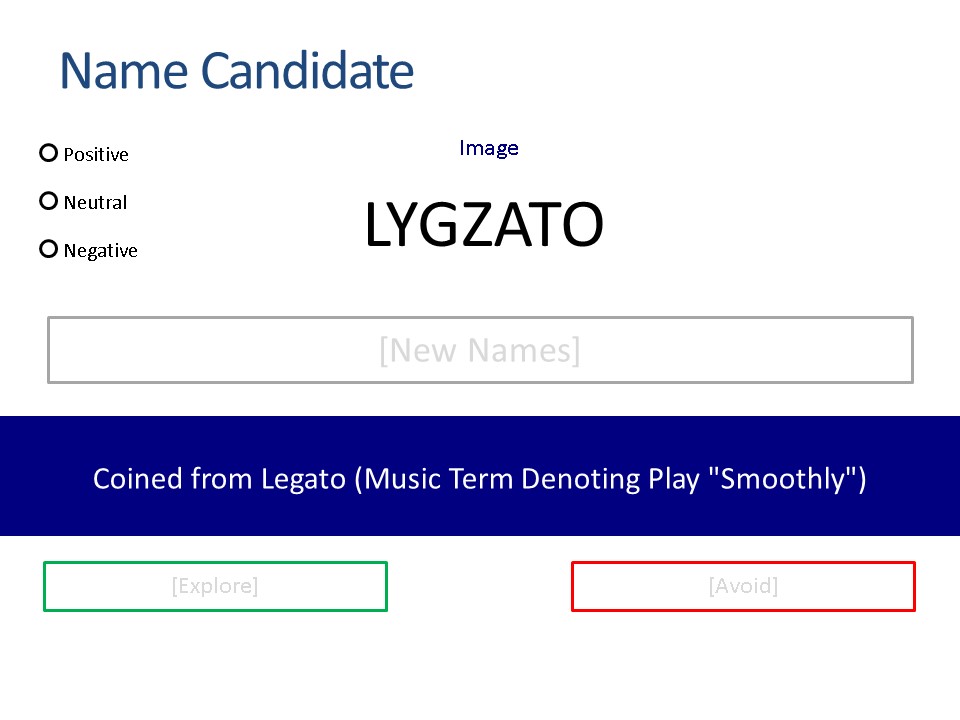 Name Candidate
Positive
Neutral
Negative
Image
LYGZATO
[New Names]
Coined from Legato (Music Term Denoting Play "Smoothly")
[Explore]
[Avoid]